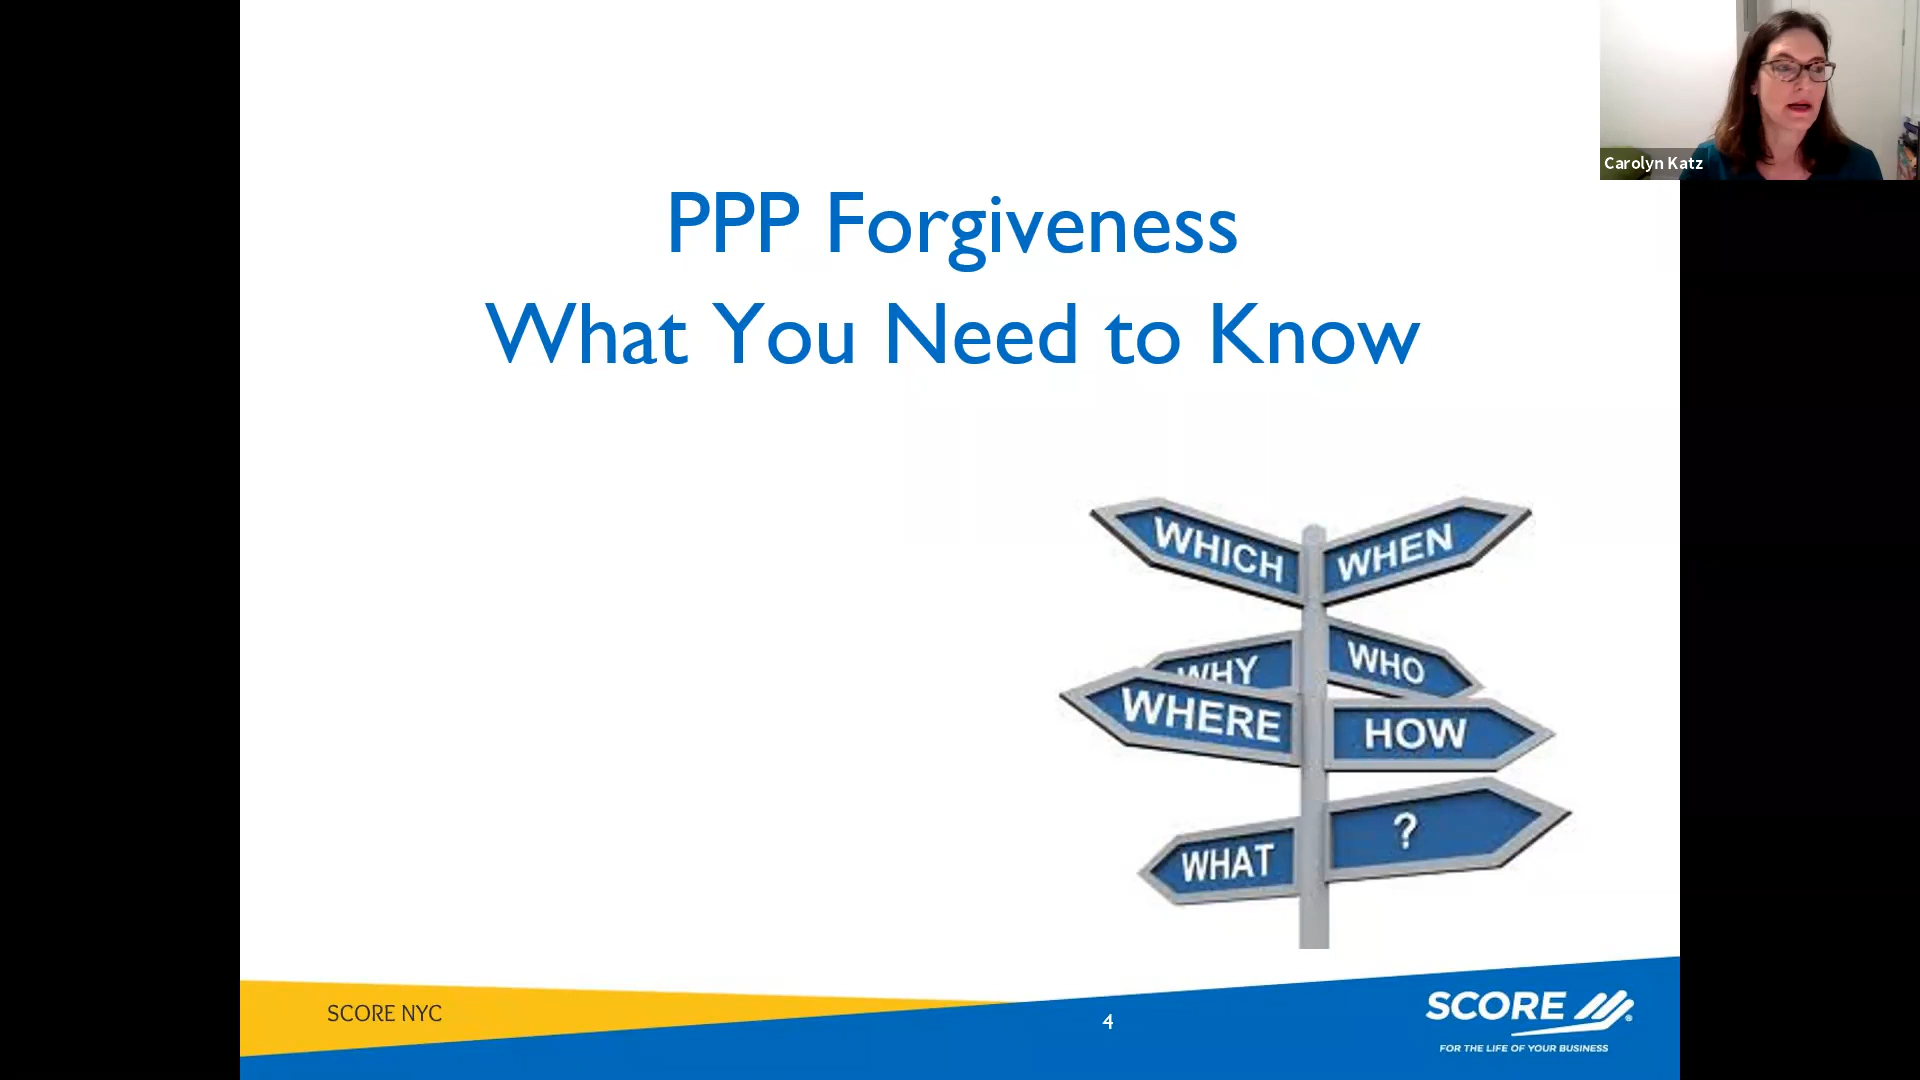 Carolyn Katz
PPP Forgiveness
What You Need to Know
WHICH
WHEN
WHY
WHO
WHERE
HOW
WHAT
?
SCORE NYC
4
SCORE
®
FOR THE LIFE OF YOUR BUSINESS